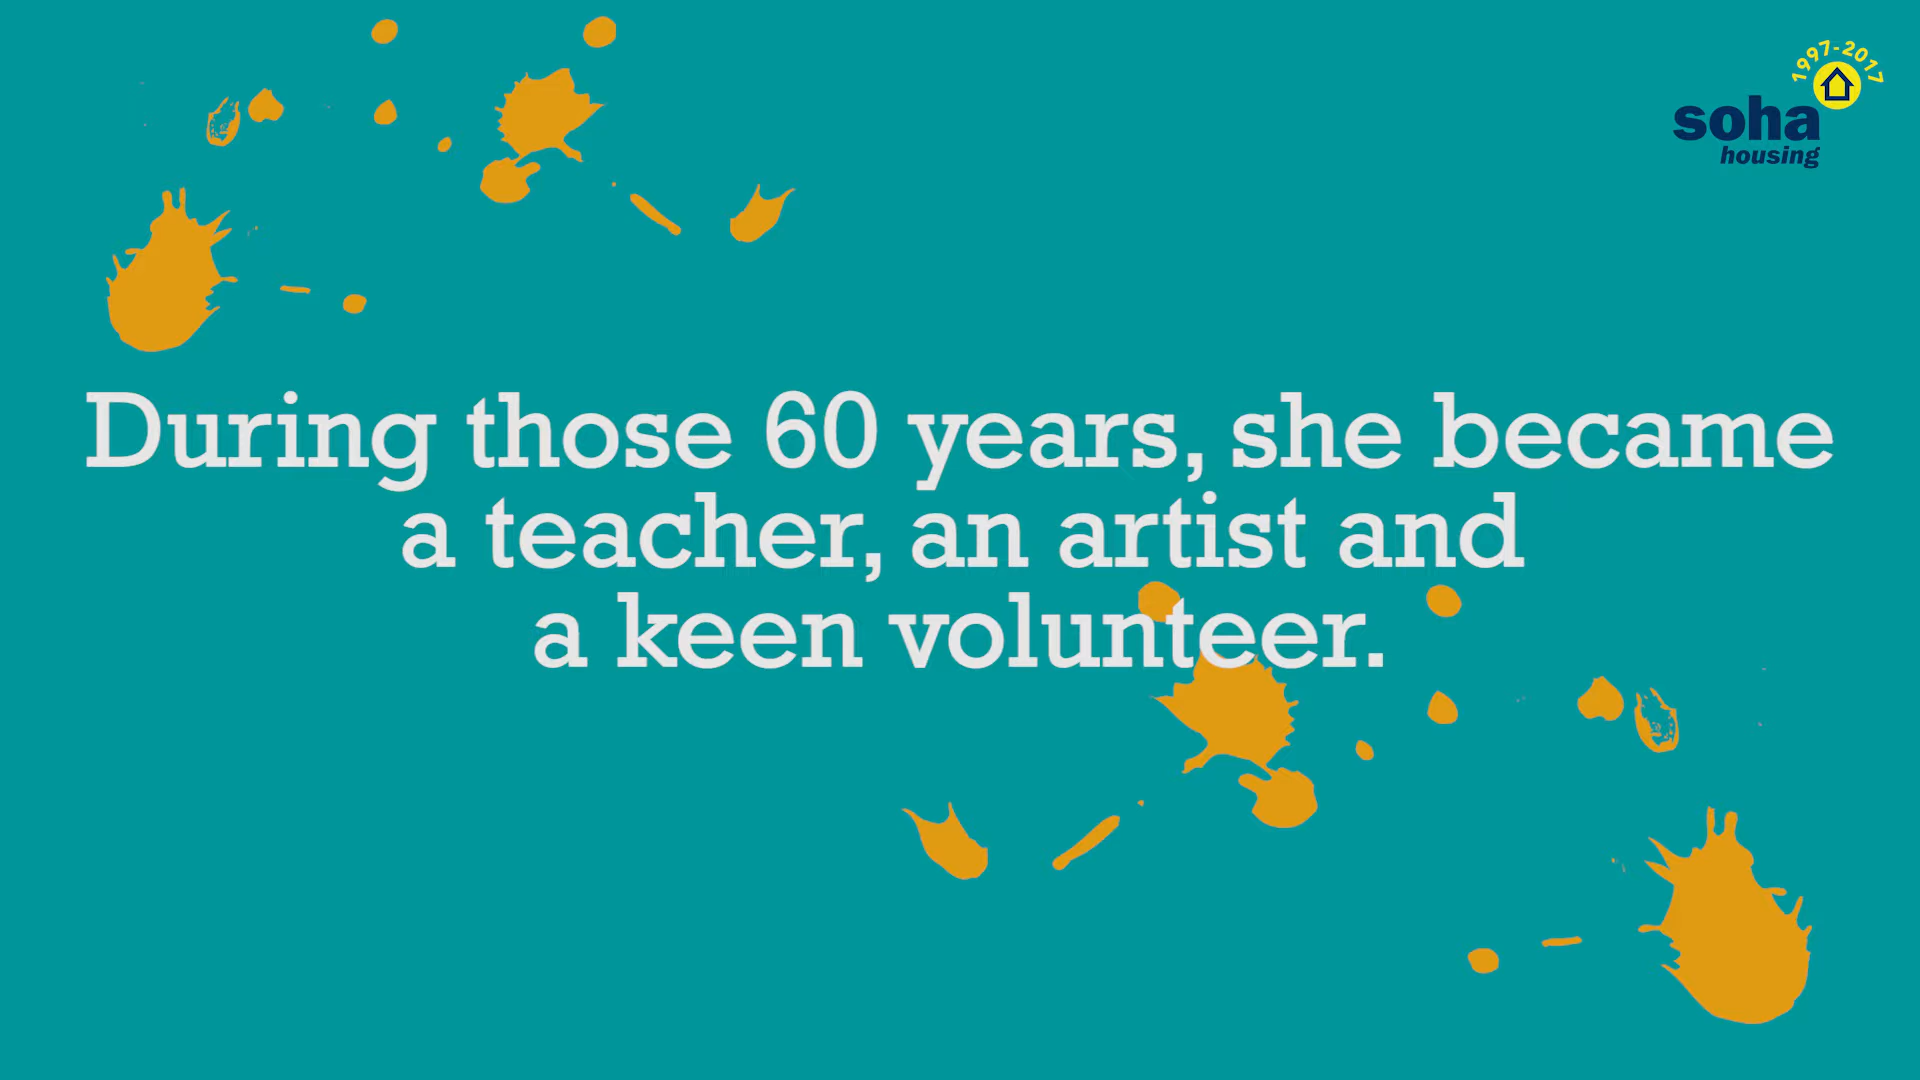 1997-2017
soha
housing
During those 60 years, she became
a teacher, an artist and
a keen volunteer.